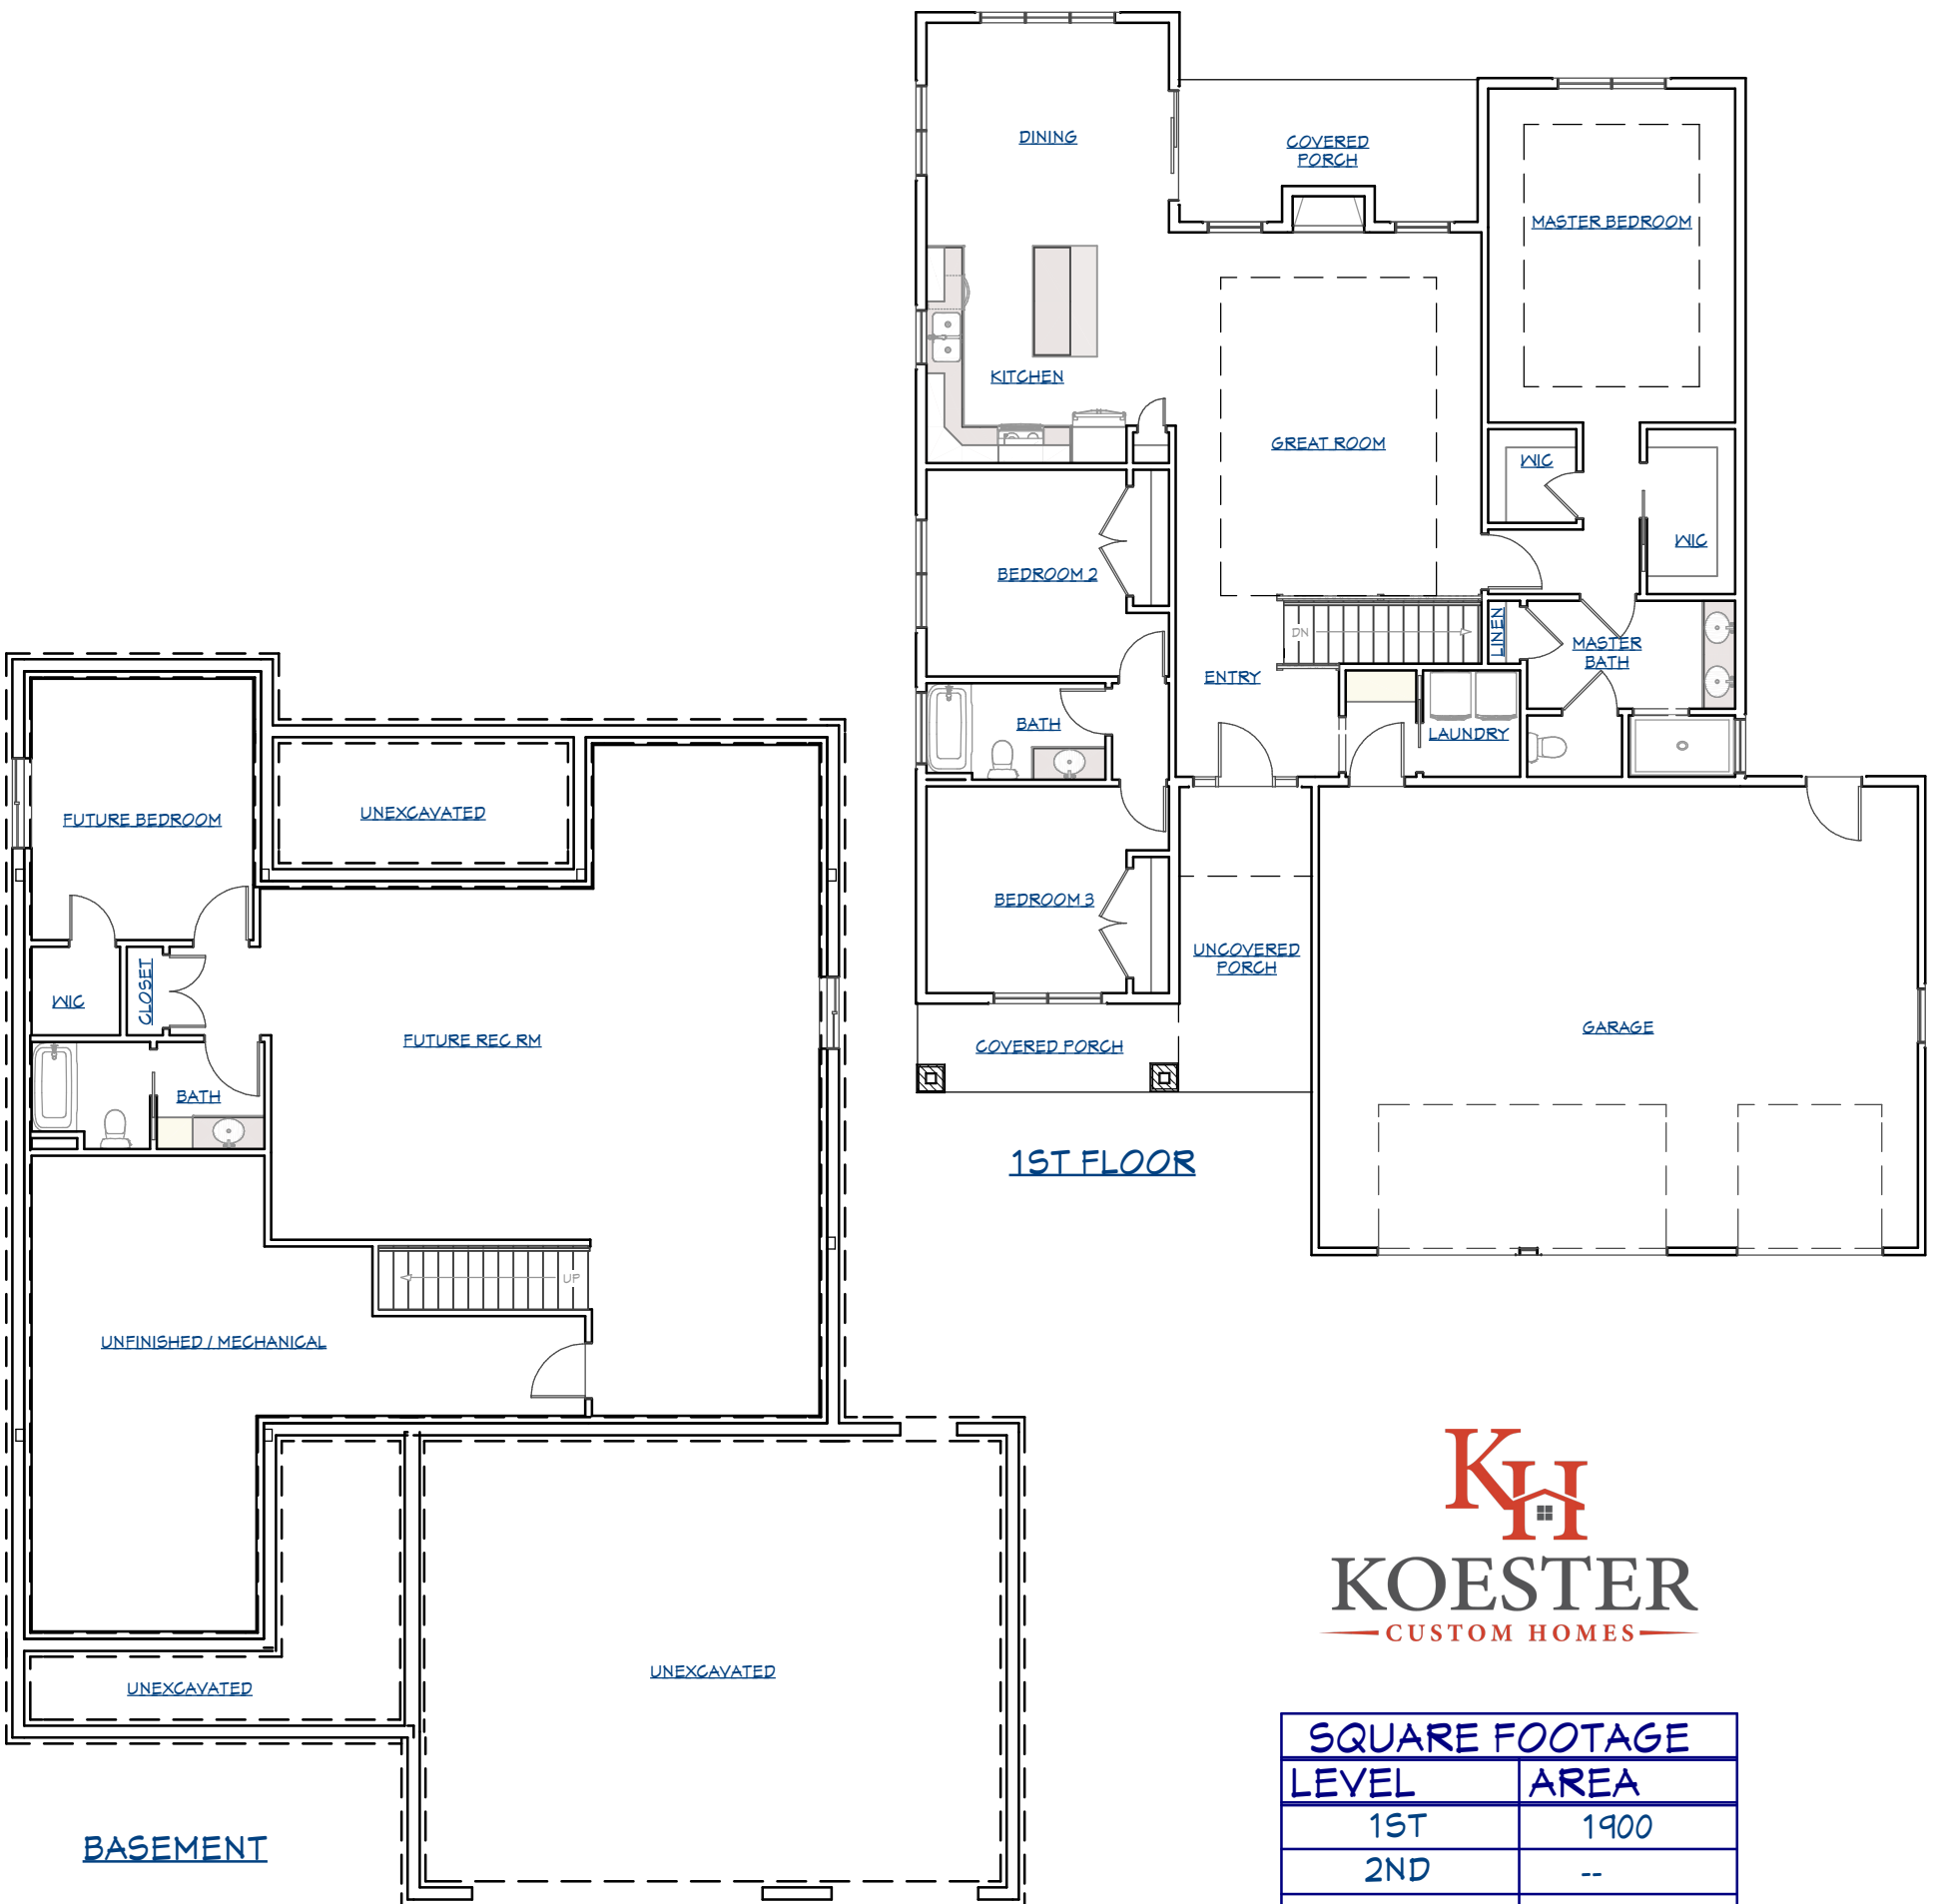 DINING
COVERED
PORCH
MASTER BEDROOM
KITCHEN
GREAT ROOM
WIC
WIC
BEDROOM 2
DN
LINEN
MASTER
BATH
ENTRY
BATH
LAUNDRY
BEDROOM 3
UNCOVERED
PORCH
GARAGE
COVERED PORCH
1ST FLOOR
FUTURE BEDROOM
UNEXCAVATED
WIC
CLOSET
FUTURE REC RM
BATH
UP
UNFINISHED / MECHANICAL
UNEXCAVATED
UNEXCAVATED
BASEMENT
KH
KOESTER
CUSTOM HOMES
SQUARE FOOTAGE
LEVEL AREA
1ST 1900
2ND --